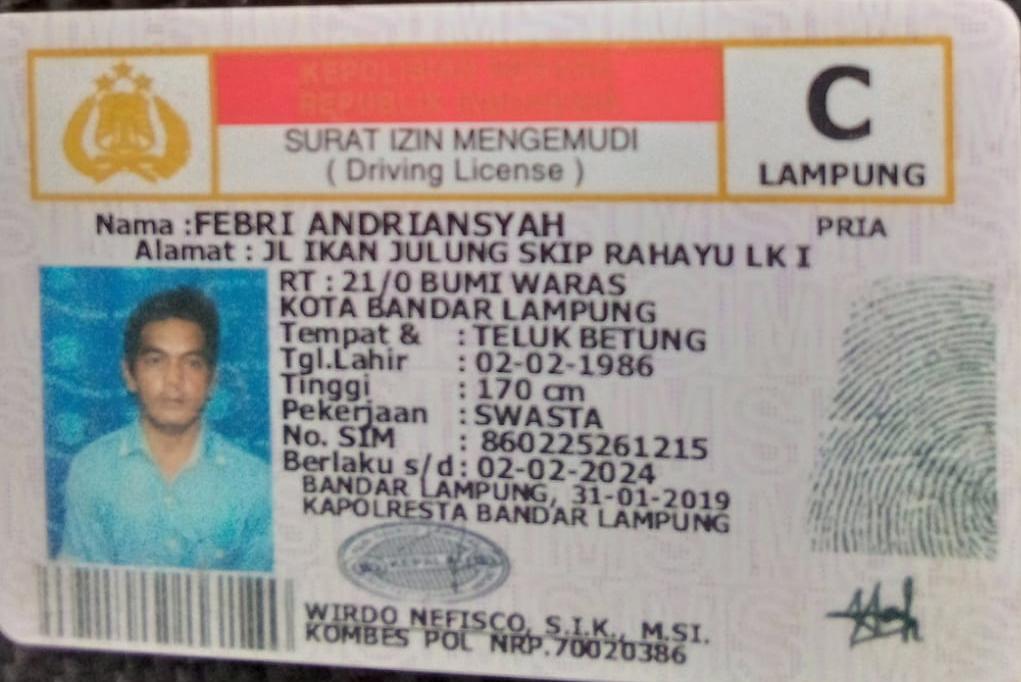 KEPOLISIAN NEGARA
REPUBLIK INDONESIA
SURAT IZIN MENGEMUDI
( Driving License )
C
LAMPUNG
Nama :FEBRI ANDRIANSYAH
PRIA
Alamat : JL IKAN JULUNG SKIP RAHAYU LK I
RT : 21/0 BUMI WARAS
KOTA BANDAR LAMPUNG
Tempat & : TELUK BETUNG
Tgl.Lahir : 02-02-1986
Tinggi : 170 cm
Pekerjaan : SWASTA
No. SIM : 860225261215
Berlaku s/d: 02-02-2024
BANDAR LAMPUNG, 31-01-2019
KAPOLRESTA BANDAR LAMPUNG
WIRDO NEFISCO, S.I.K., M.SI.
KOMBES POL NRP.70020386